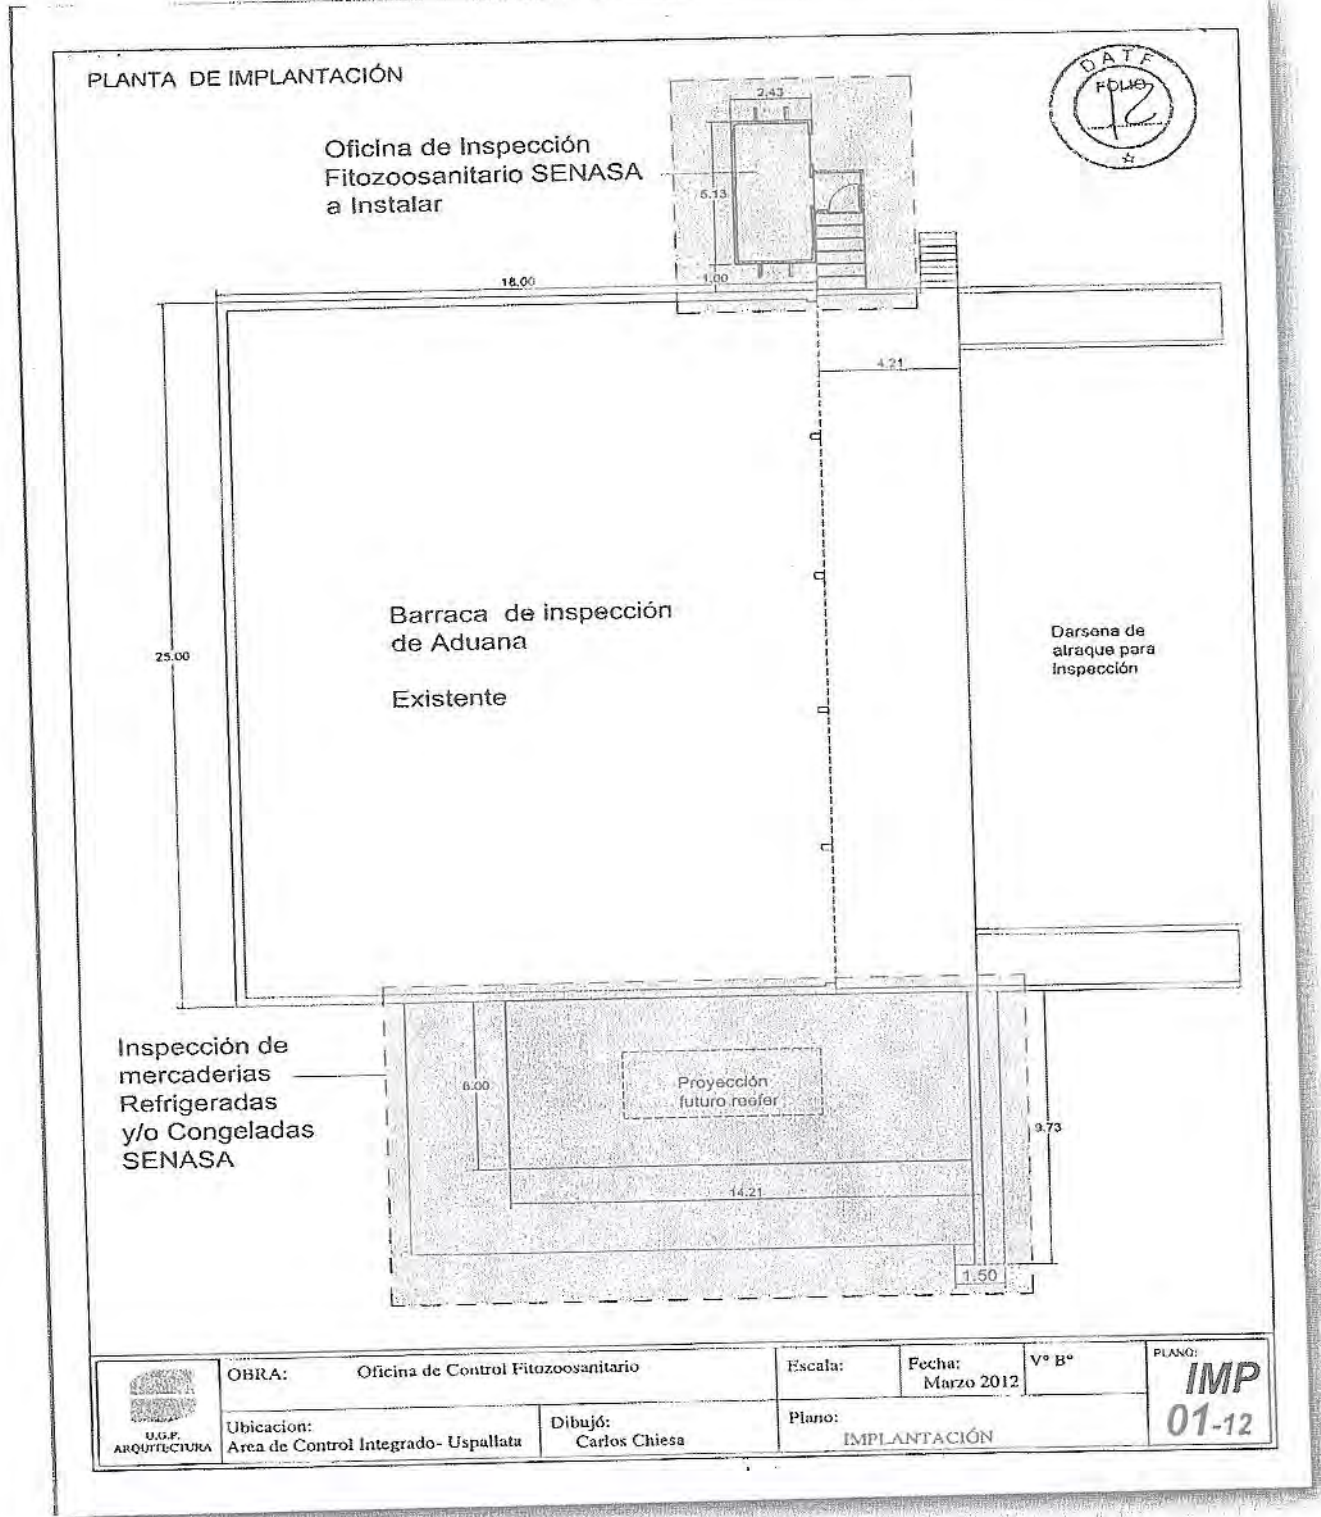 PLANTA DE IMPLANTACIÓN
DATF
FOLIO
12
2.43
Oficina de Inspección
Fitozoosanitario SENASA
a Instalar
6.13
1.00
18.00
4.21
25.00
Barraca de inspección
de Aduana
Existente
Darsena de
atraque para
Inspección
Inspección de
mercaderias
Refrigeradas
y/o Congeladas
SENASA
6.00
Proyección
futuro reefer
9.73
14.21
1.50
U.G.P.
ARQUITECTURA
OBRA: Oficina de Control Fitozoosanitario
Ubicacion:
Area de Control Integrado- Uspallata
Dibujó:
Carlos Chiesa
Escala:
Fecha:
Marzo 2012
V° B°
Plano:
IMPLANTACIÓN
PLANO:
IMP
01-12